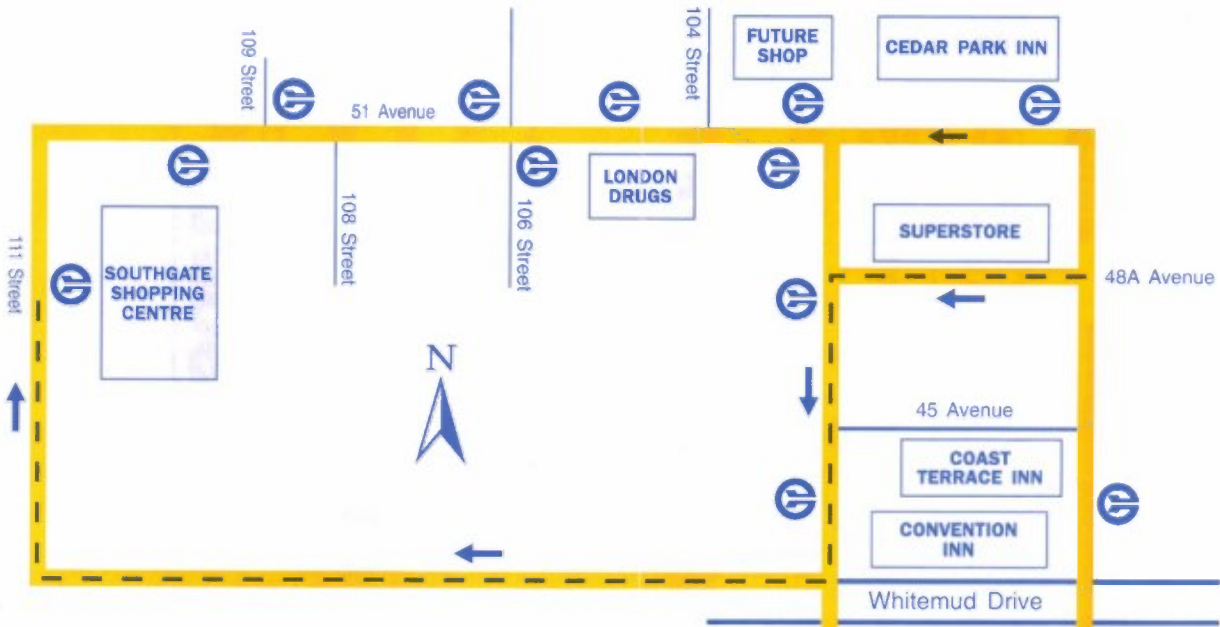 109 Street
51 Avenue
104 Street
FUTURE
SHOP
CEDAR PARK INN
108 Street
106 Street
LONDON
DRUGS
SUPERSTORE
111 Street
SOUTHGATE
SHOPPING
CENTRE
48A Avenue
N
45 Avenue
COAST
TERRACE INN
CONVENTION
INN
Whitemud Drive